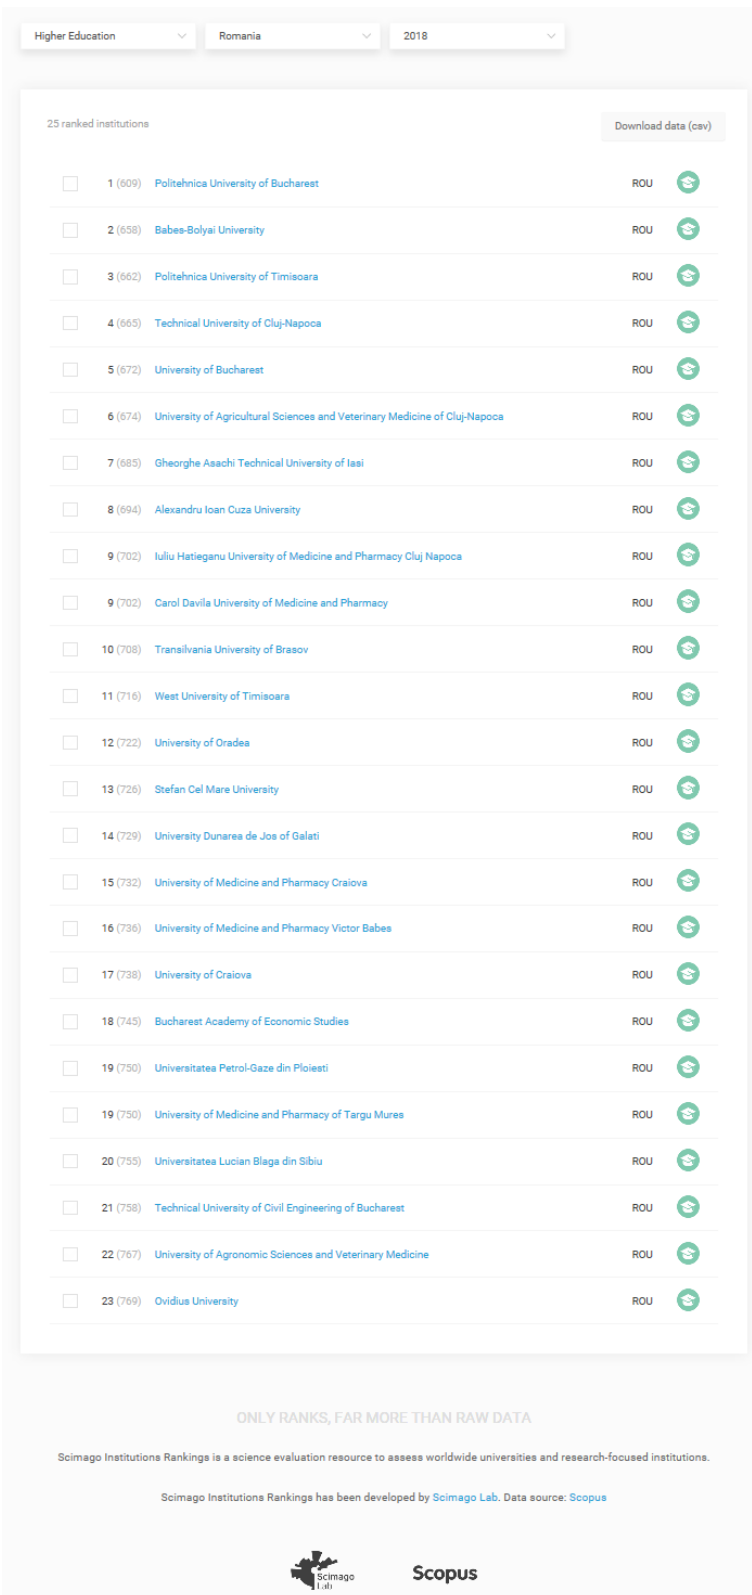 Higher Education Romania 2018
25 ranked institutions Download data (csv)
1 (609) Politehnica University of Bucharest ROU
2 (658) Babes-Bolyai University ROU
3 (662) Politehnica University of Timisoara ROU
4 (665) Technical University of Cluj-Napoca ROU
5 (672) University of Bucharest ROU
6 (674) University of Agricultural Sciences and Veterinary Medicine of Cluj-Napoca ROU
7 (685) Gheorghe Asachi Technical University of Iasi ROU
8 (694) Alexandru Ioan Cuza University ROU
9 (702) Iuliu Hatieganu University of Medicine and Pharmacy Cluj Napoca ROU
9 (702) Carol Davila University of Medicine and Pharmacy ROU
10 (708) Transilvania University of Brasov ROU
11 (716) West University of Timisoara ROU
12 (722) University of Oradea ROU
13 (726) Stefan Cel Mare University ROU
14 (729) University Dunarea de Jos of Galati ROU
15 (732) University of Medicine and Pharmacy Craiova ROU
16 (736) University of Medicine and Pharmacy Victor Babes ROU
17 (738) University of Craiova ROU
18 (745) Bucharest Academy of Economic Studies ROU
19 (750) Universitatea Petrol-Gaze din Ploiesti ROU
19 (750) University of Medicine and Pharmacy of Targu Mures ROU
20 (755) Universitatea Lucian Blaga din Sibiu ROU
21 (758) Technical University of Civil Engineering of Bucharest ROU
22 (767) University of Agronomic Sciences and Veterinary Medicine ROU
23 (769) Ovidius University ROU
ONLY RANKS, FAR MORE THAN RAW DATA
Scimago Institutions Rankings is a science evaluation resource to assess worldwide universities and research-focused institutions.
Scimago Institutions Rankings has been developed by Scimago Lab. Data source: Scopus
Scimago Lab Scopus